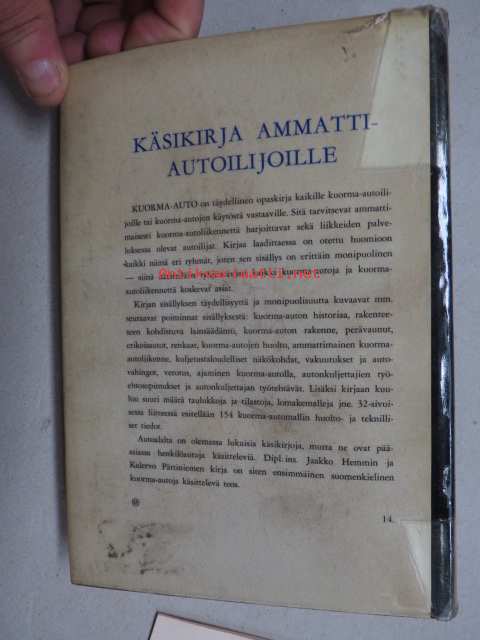 KÄSIKIRJA AMMATTI-
AUTOILIJOILLE
KUORMA-AUTO on täydellinen opaskirja kaikille kuorma-autoili-
joille tai kuorma-autojen käytöstä vastaaville. Sitä tarvitsevat ammatti-
maisesti kuorma-autoliikennettä harjoittavat sekä liikkeiden palve-
luksessa olevat autoilijat. Kirjaa laadittaessa on otettu huomioon
kaikki nämä eri ryhmät, joten sen sisällys on erittäin monipuolinen
— siinä kuorma-autoja ja kuorma-
autoliikennettä koskevat asiat.
Kirjan sisällyksen täydellisyyttä ja monipuolisuutta kuvaavat mm.
seuraavat poiminnat sisällyksestä: kuorma-auton historiaa, rakentee-
seen kohdistuva lainsäädäntö, kuorma-auton rakenne, perävaunut,
erikoisautot, renkaat, kuorma-autojen huolto, ammattimainen kuorma-
autoliikenne, kuljetustaloudelliset näkökohdat, vakuutukset ja auto-
vahingot, verotus, ajaminen kuorma-autolla, autonkuljettajien työ-
ehtosopimukset ja autonkuljettajan työtehtävät. Lisäksi kirjaan kuu-
luu suuri määrä taulukkoja ja tilastoja, lomakemalleja jne. 32-sivui-
sessa liitteessä esitellään 154 kuorma-automallin huolto- ja teknilli-
set tiedot.
Autoalalta on olemassa lukuisia käsikirjoja, mutta ne ovat pää-
asiassa henkilöautoja käsitteleviä. Dipl.ins. Jaakko Hemmin ja
Kulervo Pärtiniemen kirja on siten ensimmäinen suomenkielinen
kuorma-autoja käsittelevä teos.
14.